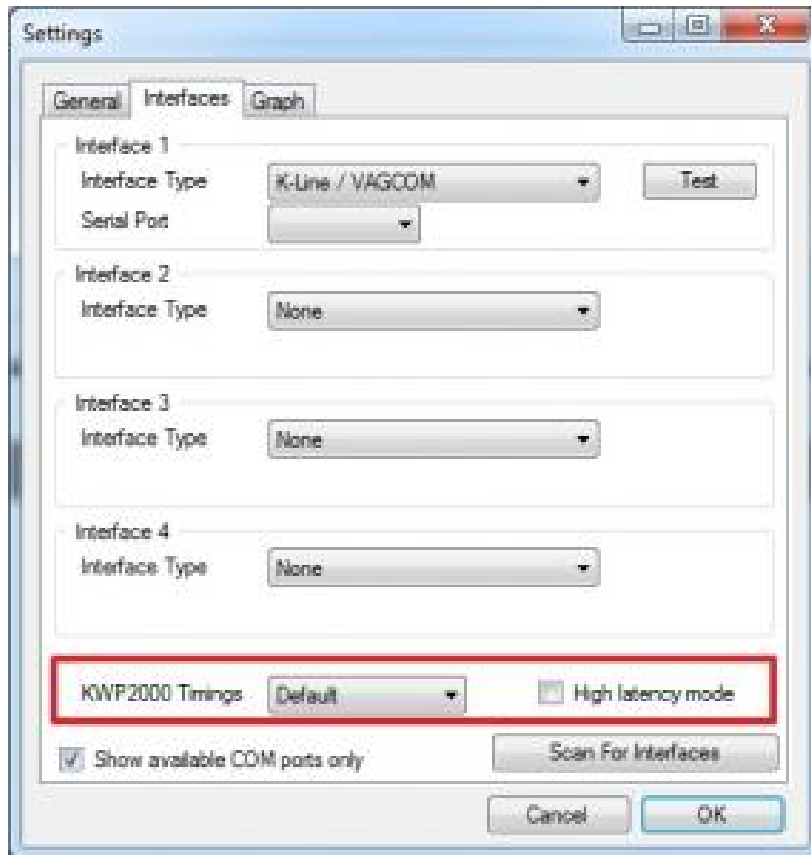 Settings
General Interfaces Graph
Interface 1
Interface Type K-Line / VAGCOM Test
Serial Port
Interface 2
Interface Type None
Interface 3
Interface Type None
Interface 4
Interface Type None
KWP2000 Timings Default High latency mode
Show available COM ports only Scan For Interfaces
Cancel OK